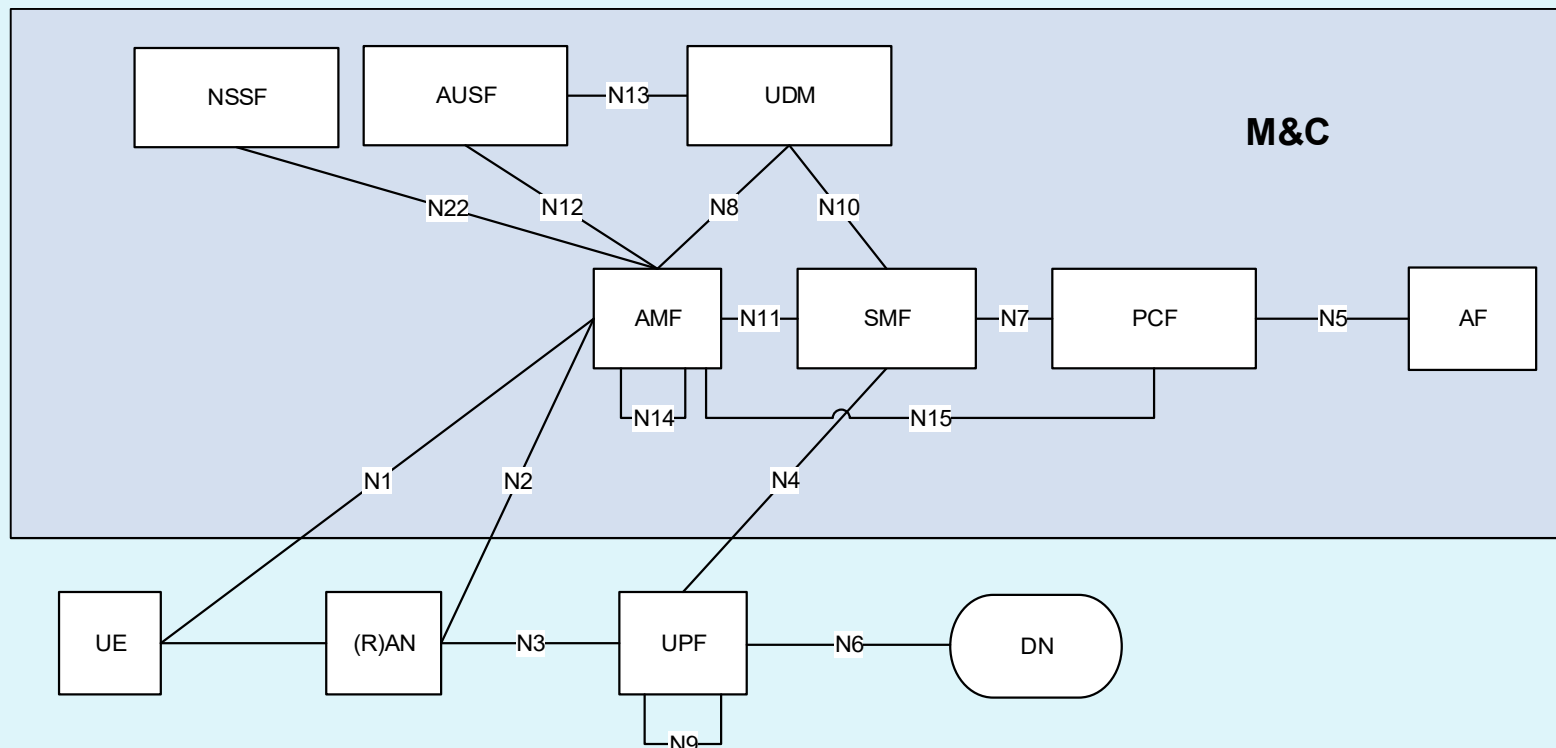 NSSF
AUSF
N13
UDM
M&C
N22
N12
N8
N10
AMF
N11
SMF
N7
PCF
N5
AF
N14
N15
N1
N2
N4
UE
(R)AN
N3
UPF
N6
DN
N9